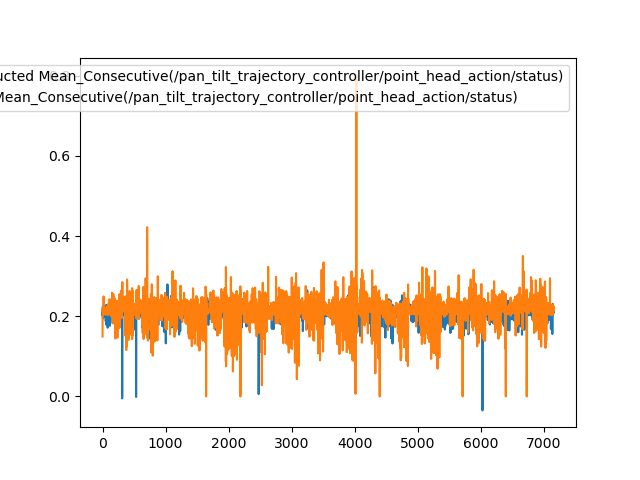 ucted Mean_Consecutive(/pan_tilt_trajectory_controller/point_head_action/status)
Mean_Consecutive(/pan_tilt_trajectory_controller/point_head_action/status)
0.6
0.4
0.2
0.0
0 1000 2000 3000 4000 5000 6000 7000